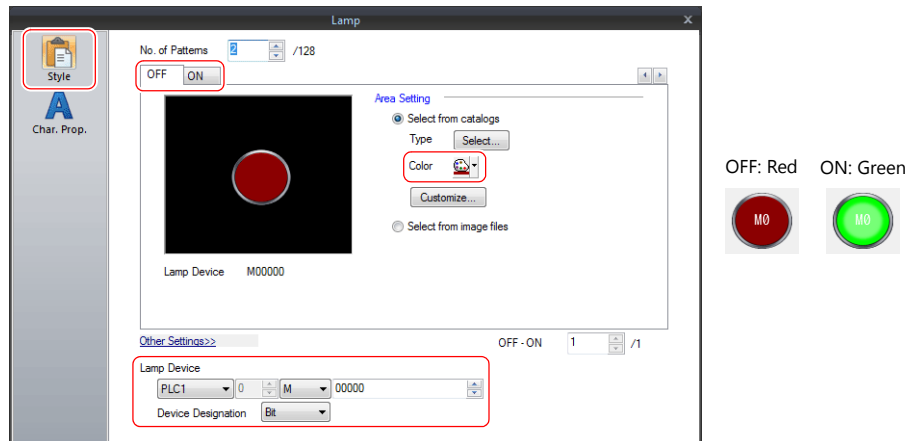 Lamp
X
Style
Char. Prop.
No. of Patterns 2 /128
OFF ON
Area Setting
Select from catalogs
Type Select...
Color
Customize...
Select from image files
Lamp Device M00000
Other Settings>>
OFF - ON 1 /1
Lamp Device
PLC1 0 M 00000
Device Designation Bit
OFF: Red ON: Green
M0 M0